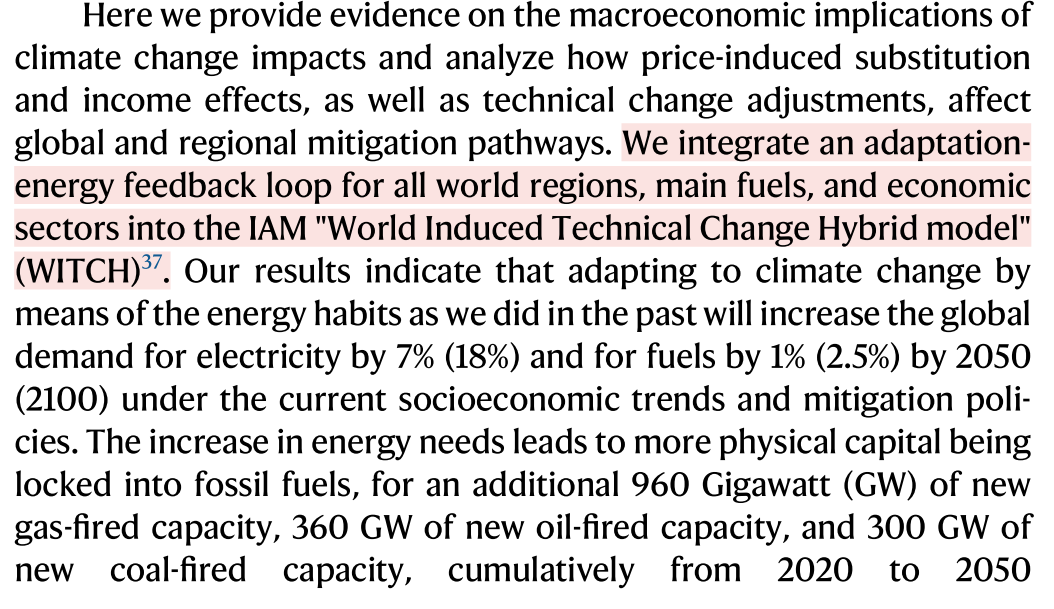 Here we provide evidence on the macroeconomic implications of
climate change impacts and analyze how price-induced substitution
and income effects, as well as technical change adjustments, affect
global and regional mitigation pathways. We integrate an adaptation-
energy feedback loop for all world regions, main fuels, and economic
sectors into the IAM "World Induced Technical Change Hybrid model"
(WITCH)37. Our results indicate that adapting to climate change by
means of the energy habits as we did in the past will increase the global
demand for electricity by 7% (18%) and for fuels by 1% (2.5%) by 2050
(2100) under the current socioeconomic trends and mitigation poli-
cies. The increase in energy needs leads to more physical capital being
locked into fossil fuels, for an additional 960 Gigawatt (GW) of new
gas-fired capacity, 360 GW of new oil-fired capacity, and 300 GW of
new coal-fired capacity, cumulatively from 2020 to 2050